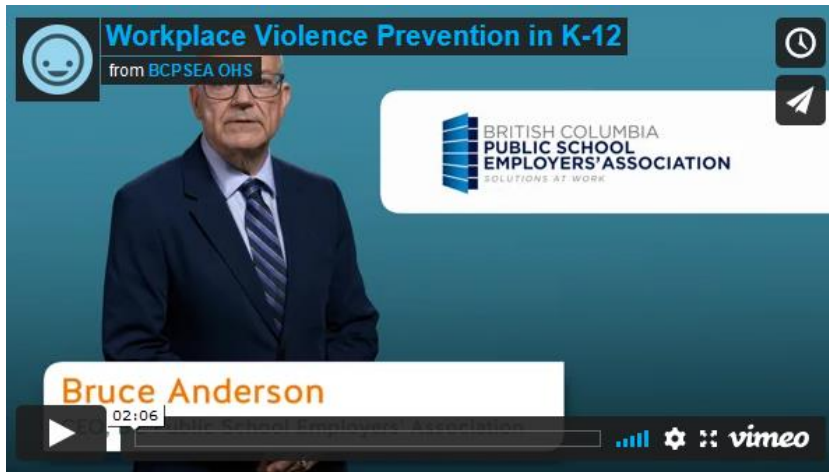 Workplace Violence Prevention in K-12
from BCPSEA OHS
BRITISH COLUMBIA
PUBLIC SCHOOL
EMPLOYERS' ASSOCIATION
SOLUTIONS AT WORK
Bruce Anderson
02:06
CEO, Public School Employers' Association
vimeo